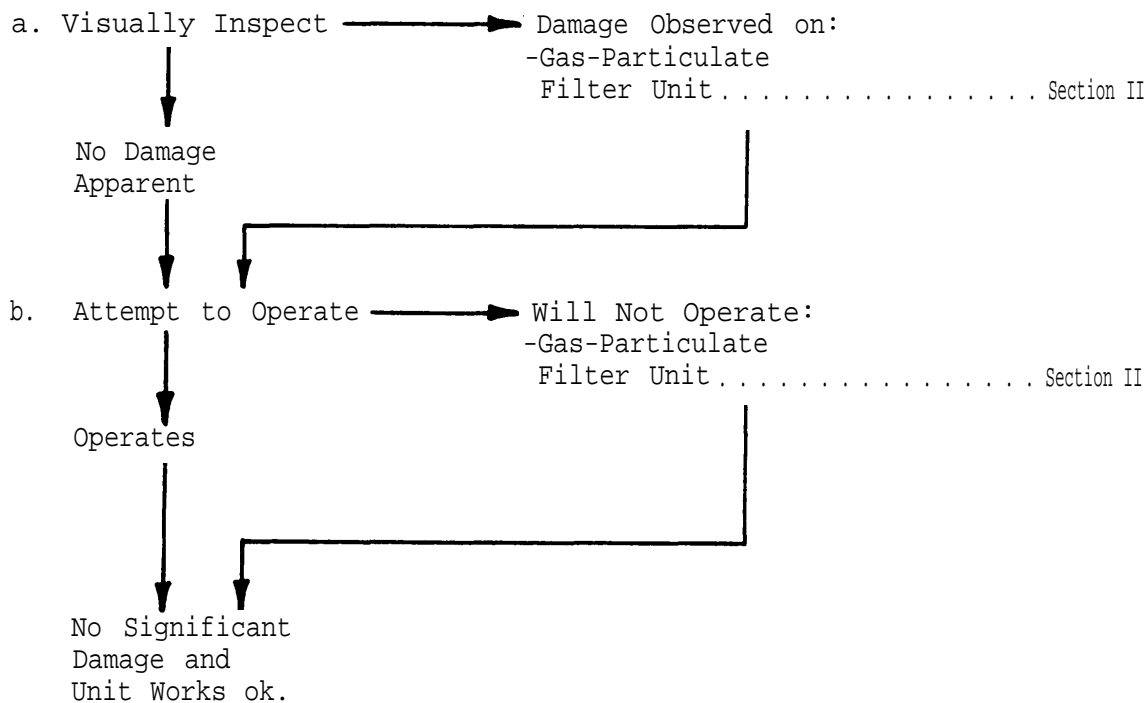 a. Visually Inspect
Damage Observed on:
-Gas-Particulate
Filter Unit . . . . . . . . . . . . . . . . Section II
No Damage
Apparent
b. Attempt to Operate
Will Not Operate:
-Gas-Particulate
Filter Unit . . . . . . . . . . . . . . . . Section II
Operates
No Significant
Damage and
Unit Works ok.